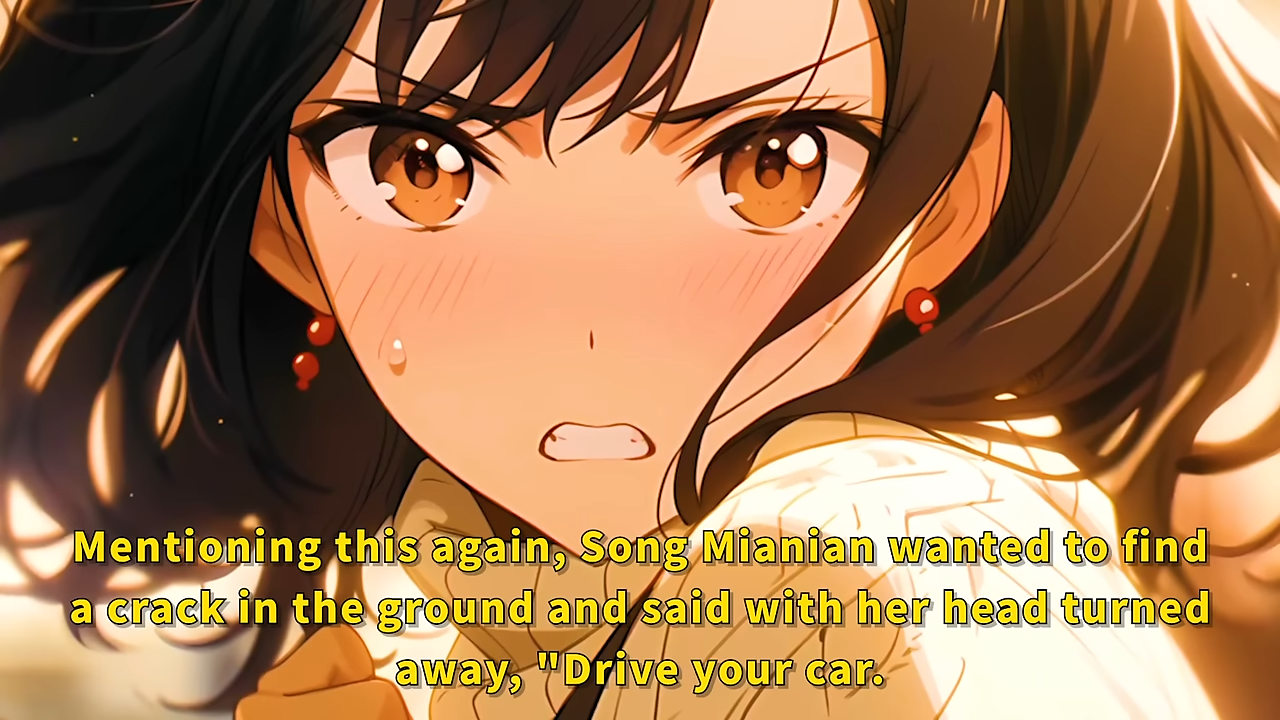 Mentioning this again, Song Mianian wanted to find
a crack in the ground and said with her head turned
away, "Drive your car.